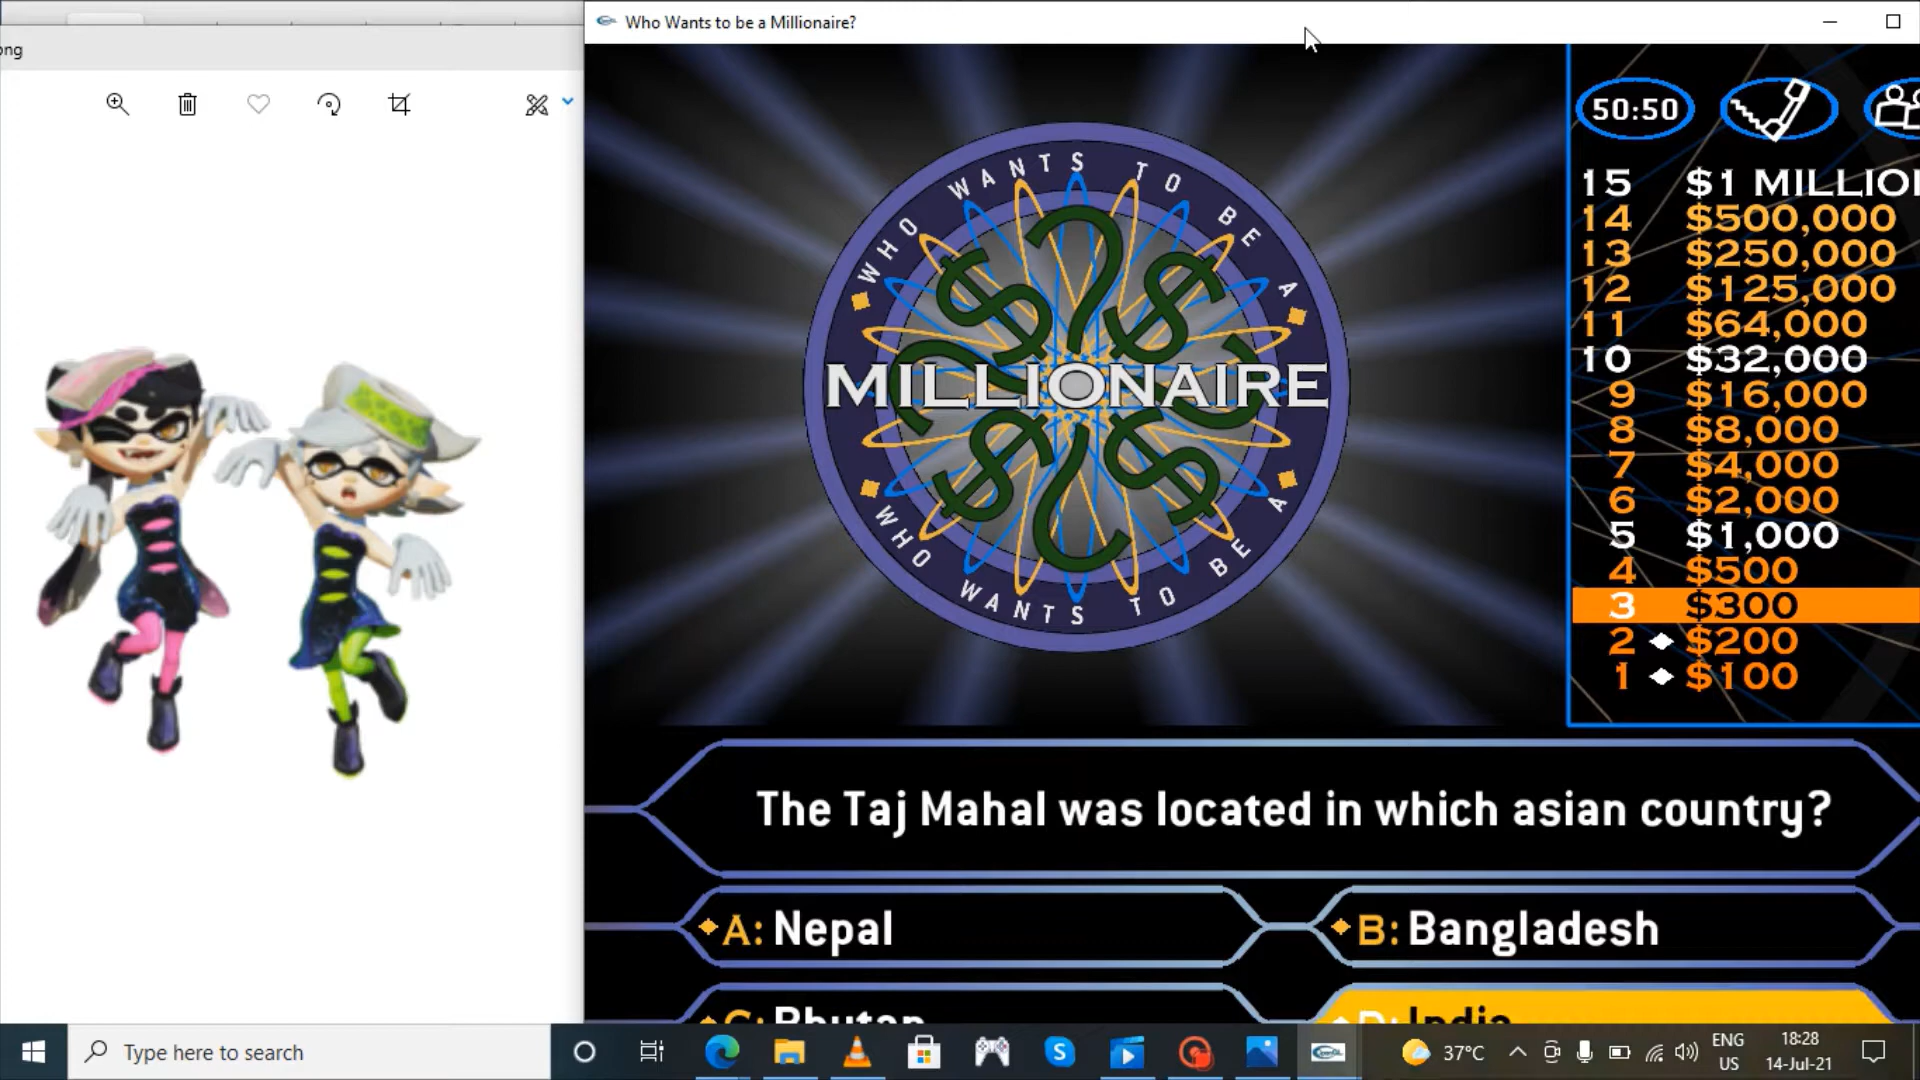 Who Wants to be a Millionaire?
ong
50:50
WHO WANTS TO BE A
MILLIONAIRE
WHO WANTS TO BE A
15 $1 MILLIO
14 $500,000
13 $250,000
12 $125,000
11 $64,000
10 $32,000
9 $16,000
8 $8,000
7 $4,000
6 $2,000
5 $1,000
4 $500
3 $300
2 $200
1 $100
The Taj Mahal was located in which asian country?
A: Nepal
B: Bangladesh
C: Bhutan
D: India
Type here to search
37°C
ENG
US
18:28
14-Jul-21